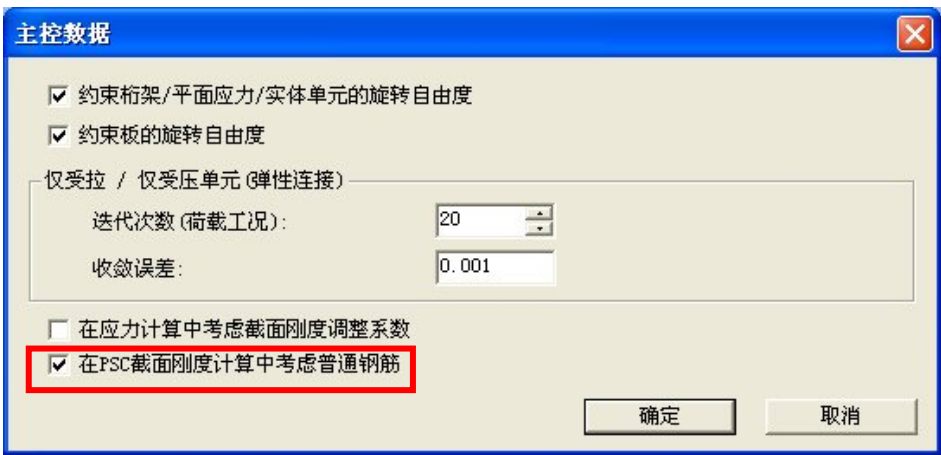 主控数据
约束桁架/平面应力/实体单元的旋转自由度
约束板的旋转自由度
仅受拉 / 仅受压单元(弹性连接)
迭代次数(荷载工况): 20
收敛误差: 0.001
在应力计算中考虑截面刚度调整系数
在PSC截面刚度计算中考虑普通钢筋
确定 取消